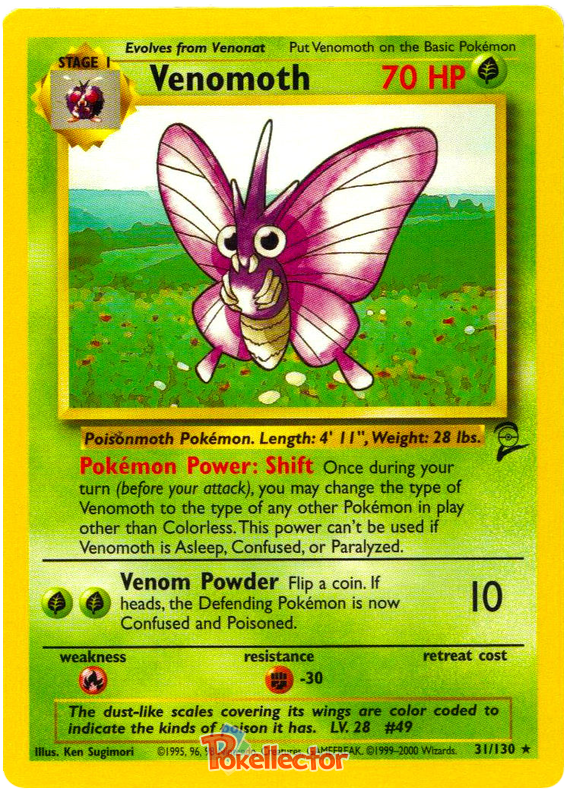 Evolves from Venonat Put Venomoth on the Basic Pokémon
STAGE 1
Venomoth 70 HP
Poisonmoth Pokémon. Length: 4' 11", Weight: 28 lbs.
Pokémon Power: Shift Once during your
turn (before your attack), you may change the type of
Venomoth to the type of any other Pokémon in play
other than Colorless. This power can't be used if
Venomoth is Asleep, Confused, or Paralyzed.
Venom Powder Flip a coin. If
heads, the Defending Pokémon is now
Confused and Poisoned.
10
weakness resistance retreat cost
-30
The dust-like scales covering its wings are color coded to
indicate the kinds of poison it has. LV. 28 #49
Illus. Ken Sugimori ©1995, 96, 98 GAMEFREAK. ©1999–2000 Wizards. 31/130 ★
Pokellector